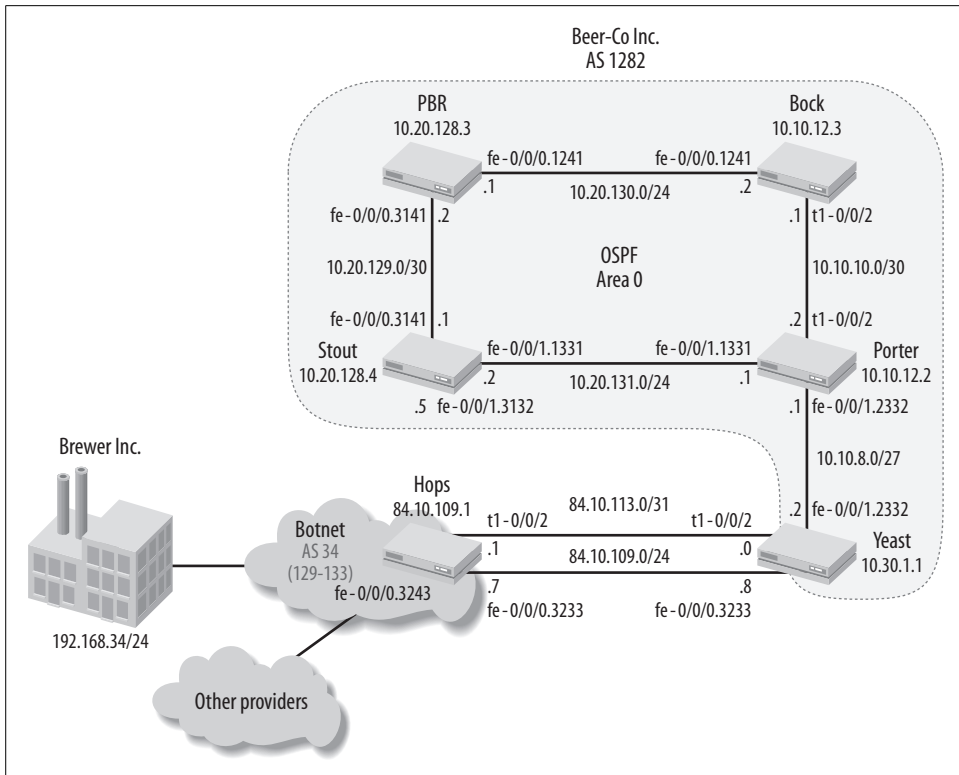 Beer-Co Inc.
AS 1282
PBR
10.20.128.3
Bock
10.10.12.3
fe-0/0/0.1241
fe-0/0/0.1241
.1
10.20.130.0/24
.2
fe-0/0/0.3141
.2
.1
t1-0/0/2
10.20.129.0/30
OSPF
Area 0
10.10.10.0/30
fe-0/0/0.3141
.1
.2
t1-0/0/2
Stout
10.20.128.4
fe-0/0/1.1331
fe-0/0/1.1331
Porter
10.10.12.2
.2
10.20.131.0/24
.1
.5
fe-0/0/1.3132
.1
fe-0/0/1.2332
10.10.8.0/27
Brewer Inc.
Hops
84.10.109.1
84.10.113.0/31
.2
fe-0/0/1.2332
t1-0/0/2
t1-0/0/2
Yeast
10.30.1.1
Botnet
AS 34
(129-133)
.1
.0
84.10.109.0/24
fe-0/0/0.3243
.7
.8
fe-0/0/0.3233
fe-0/0/0.3233
192.168.34/24
Other providers